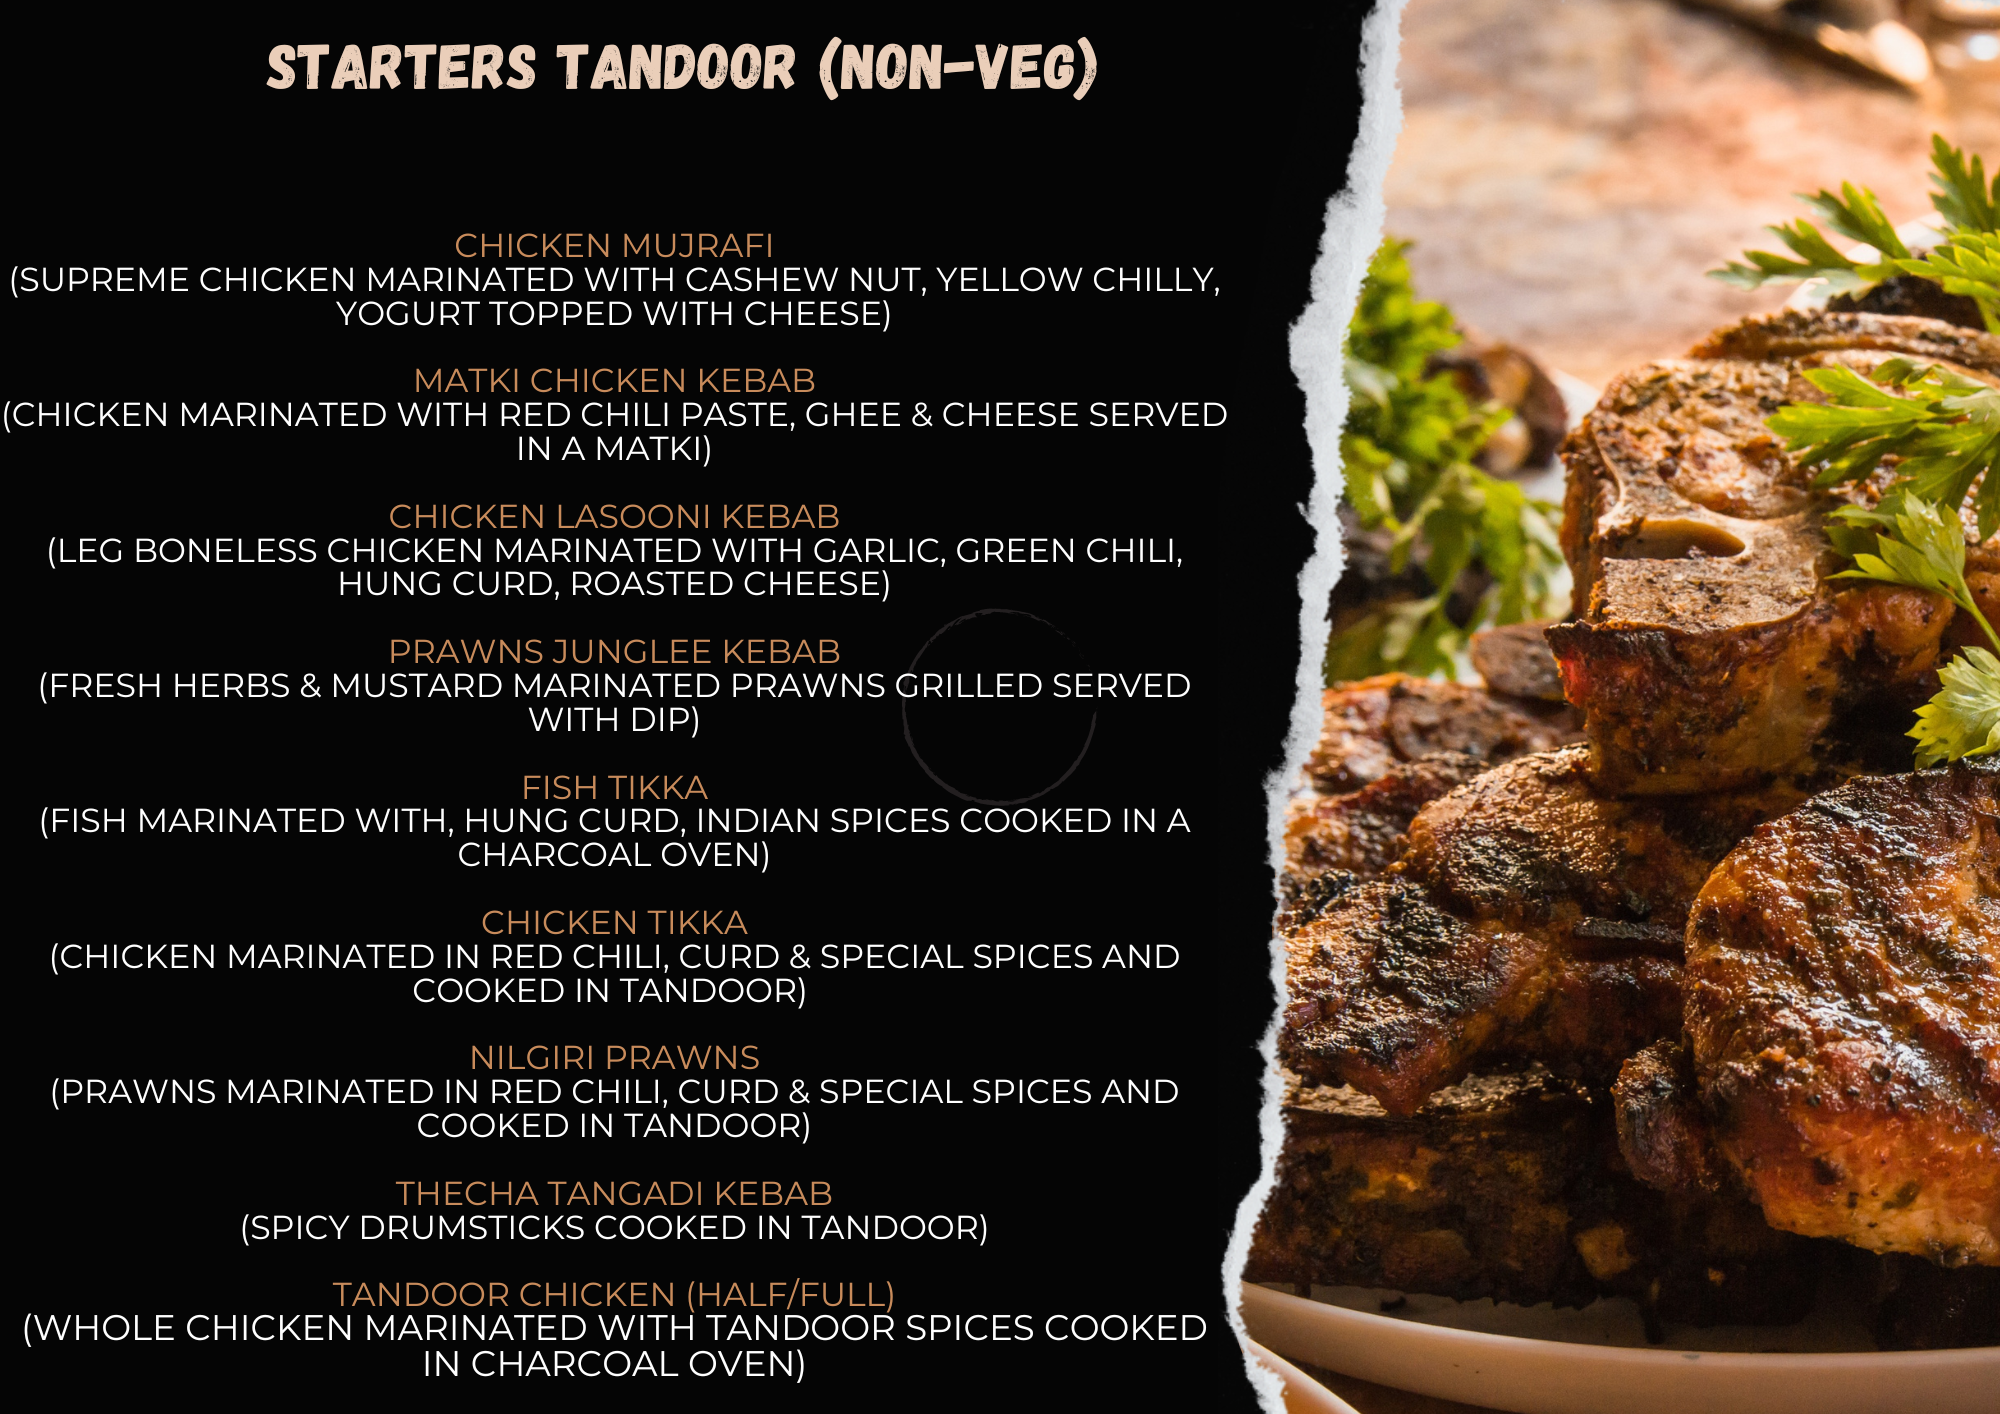 STARTERS TANDOOR (NON-VEG)
CHICKEN MUJRAFI
(SUPREME CHICKEN MARINATED WITH CASHEW NUT, YELLOW CHILLY,
YOGURT TOPPED WITH CHEESE)
MATKI CHICKEN KEBAB
(CHICKEN MARINATED WITH RED CHILI PASTE, GHEE & CHEESE SERVED
IN A MATKI)
CHICKEN LASOONI KEBAB
(LEG BONELESS CHICKEN MARINATED WITH GARLIC, GREEN CHILI,
HUNG CURD, ROASTED CHEESE)
PRAWNS JUNGLEE KEBAB
(FRESH HERBS & MUSTARD MARINATED PRAWNS GRILLED SERVED
WITH DIP)
FISH TIKKA
(FISH MARINATED WITH, HUNG CURD, INDIAN SPICES COOKED IN A
CHARCOAL OVEN)
CHICKEN TIKKA
(CHICKEN MARINATED IN RED CHILI, CURD & SPECIAL SPICES AND
COOKED IN TANDOOR)
NILGIRI PRAWNS
(PRAWNS MARINATED IN RED CHILI, CURD & SPECIAL SPICES AND
COOKED IN TANDOOR)
THECHA TANGADI KEBAB
(SPICY DRUMSTICKS COOKED IN TANDOOR)
TANDOOR CHICKEN (HALF/FULL)
(WHOLE CHICKEN MARINATED WITH TANDOOR SPICES COOKED
IN CHARCOAL OVEN)